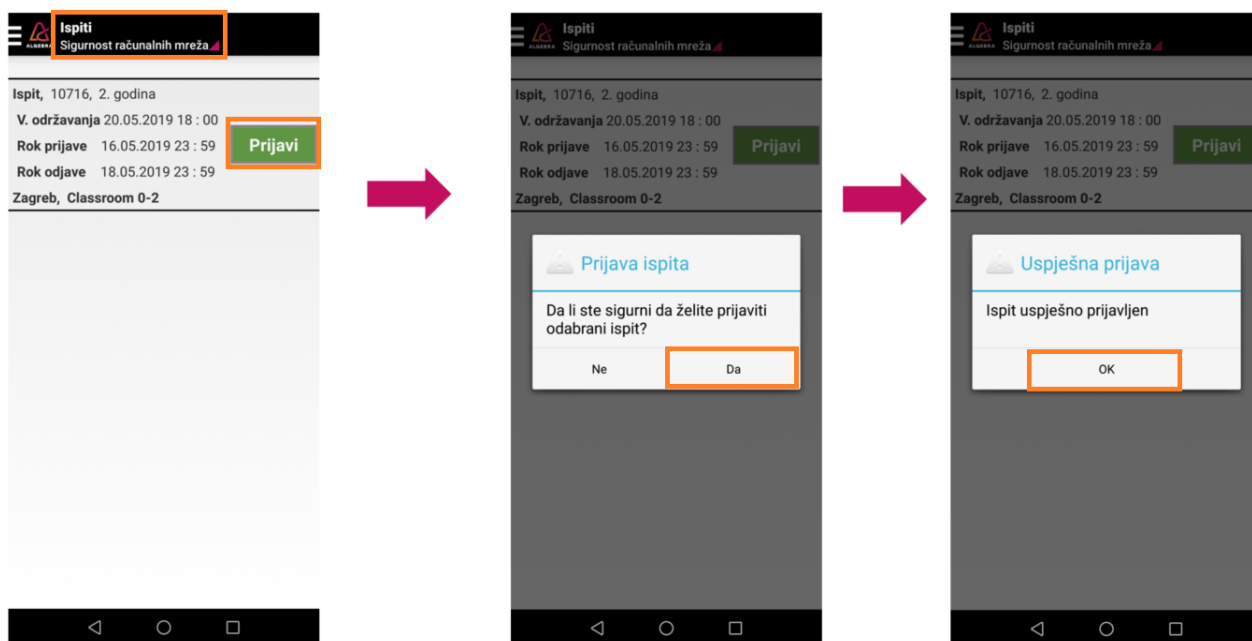 Ispiti
ALGEBRA Sigurnost računalnih mreža
Ispit, 10716, 2. godina
V. održavanja 20.05.2019 18 : 00
Rok prijave 16.05.2019 23 : 59
Prijavi
Rok odjave 18.05.2019 23 : 59
Zagreb, Classroom 0-2
Ispiti
ALGEBRA Sigurnost računalnih mreža
Ispit, 10716, 2. godina
V. održavanja 20.05.2019 18 : 00
Rok prijave 16.05.2019 23 : 59
Prijavi
Rok odjave 18.05.2019 23 : 59
Zagreb, Classroom 0-2
Prijava ispita
Da li ste sigurni da želite prijaviti
odabrani ispit?
Ne Da
Ispiti
ALGEBRA Sigurnost računalnih mreža
Ispit, 10716, 2. godina
V. održavanja 20.05.2019 18 : 00
Rok prijave 16.05.2019 23 : 59
Prijavi
Rok odjave 18.05.2019 23 : 59
Zagreb, Classroom 0-2
Uspješna prijava
Ispit uspješno prijavljen
OK